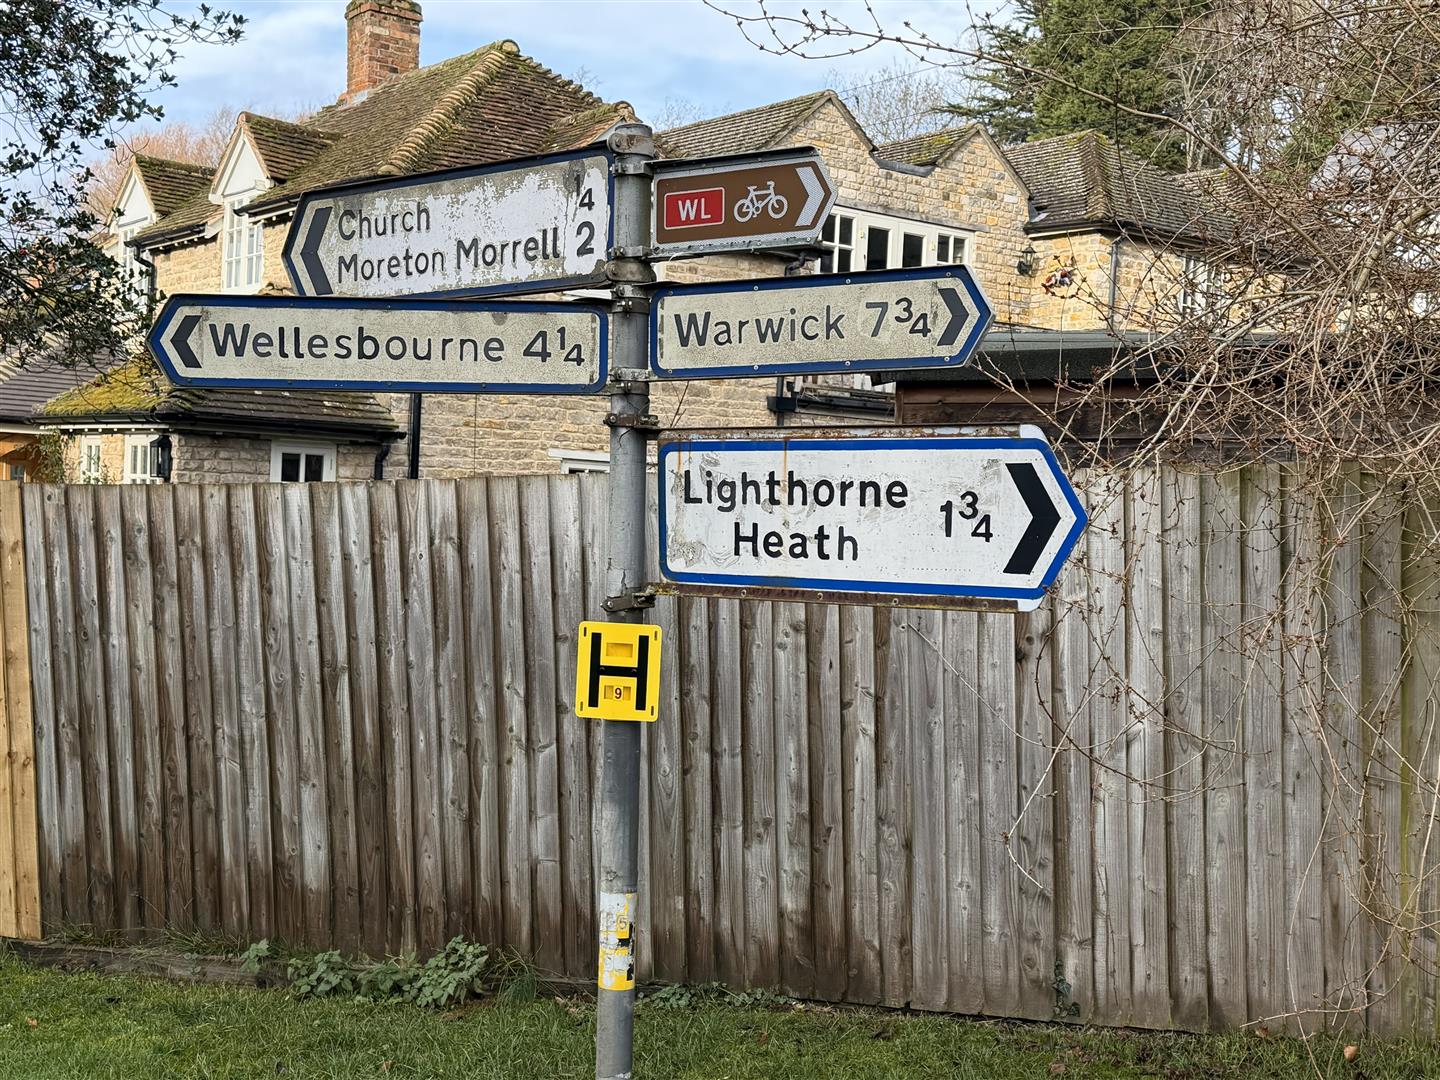 Church 1/4
Moreton Morrell 2
WL
Wellesbourne 4 1/4
Warwick 7 3/4
Lighthorne
Heath 1 3/4
H
9
5